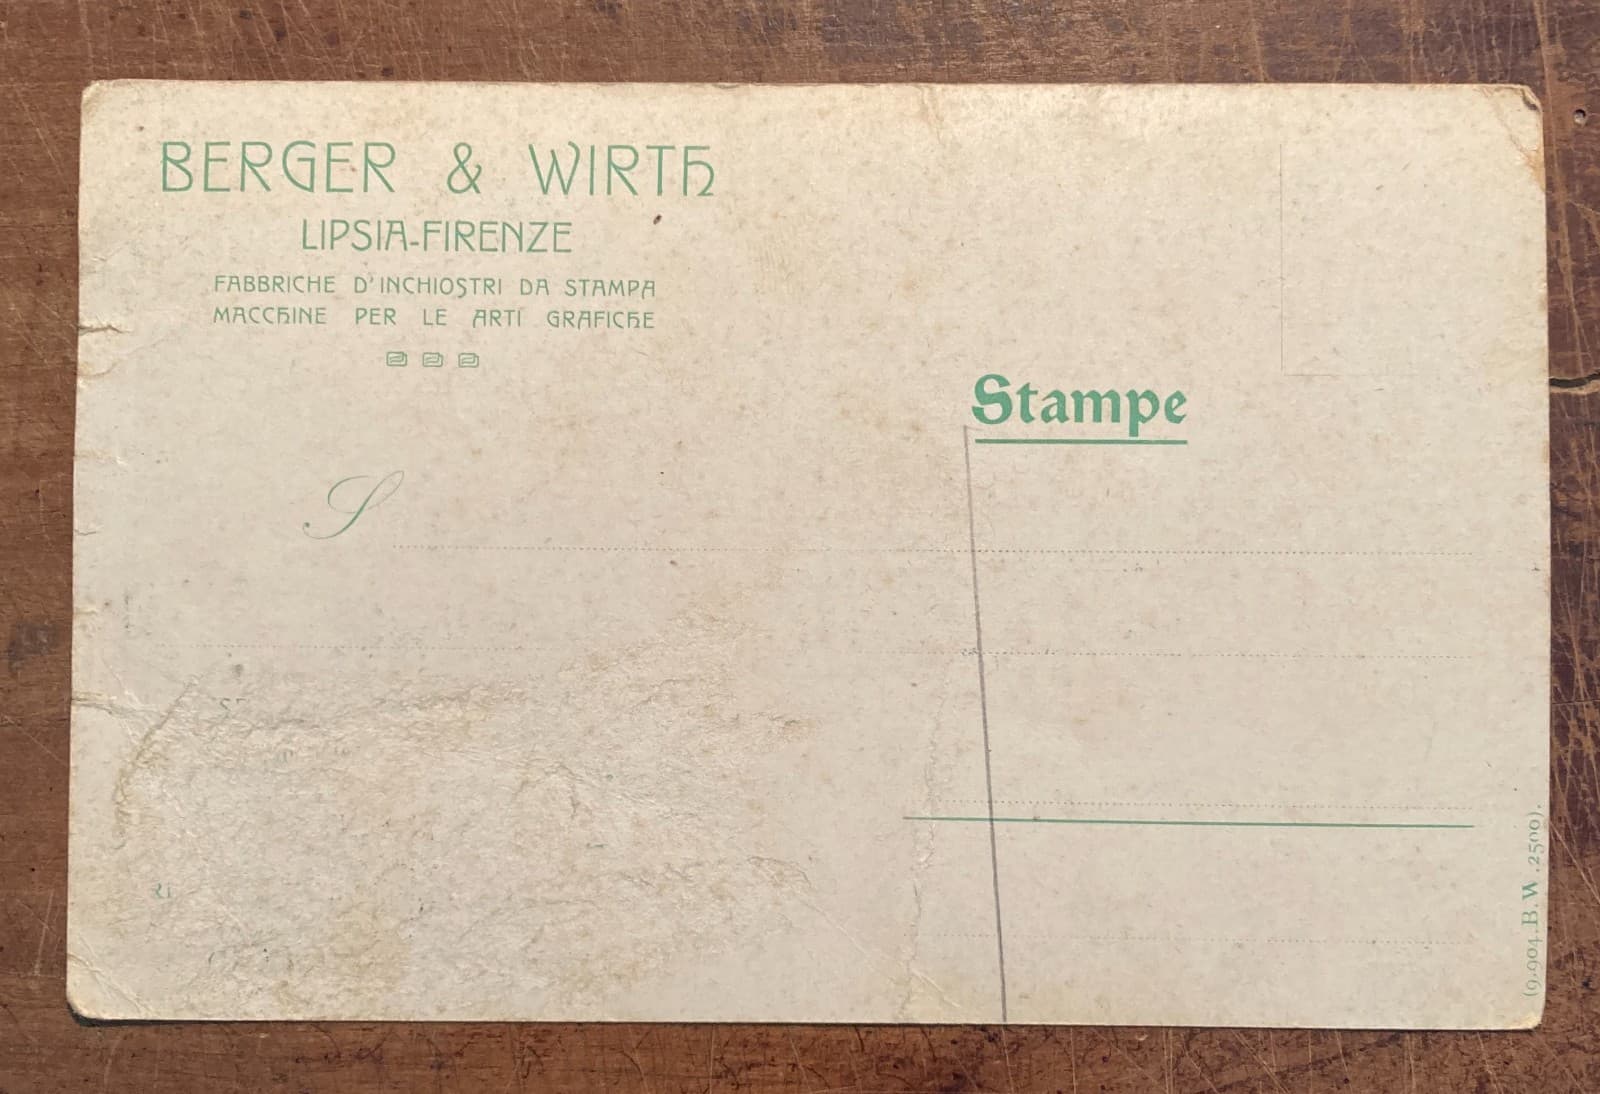 BERGER & WIRTH
LIPSIA-FIRENZE
FABBRICHE D'INCHIOSTRI DA STAMPA
MACCHINE PER LE ARTI GRAFICHE
Stampe
S
(9.904.B.W.2500).